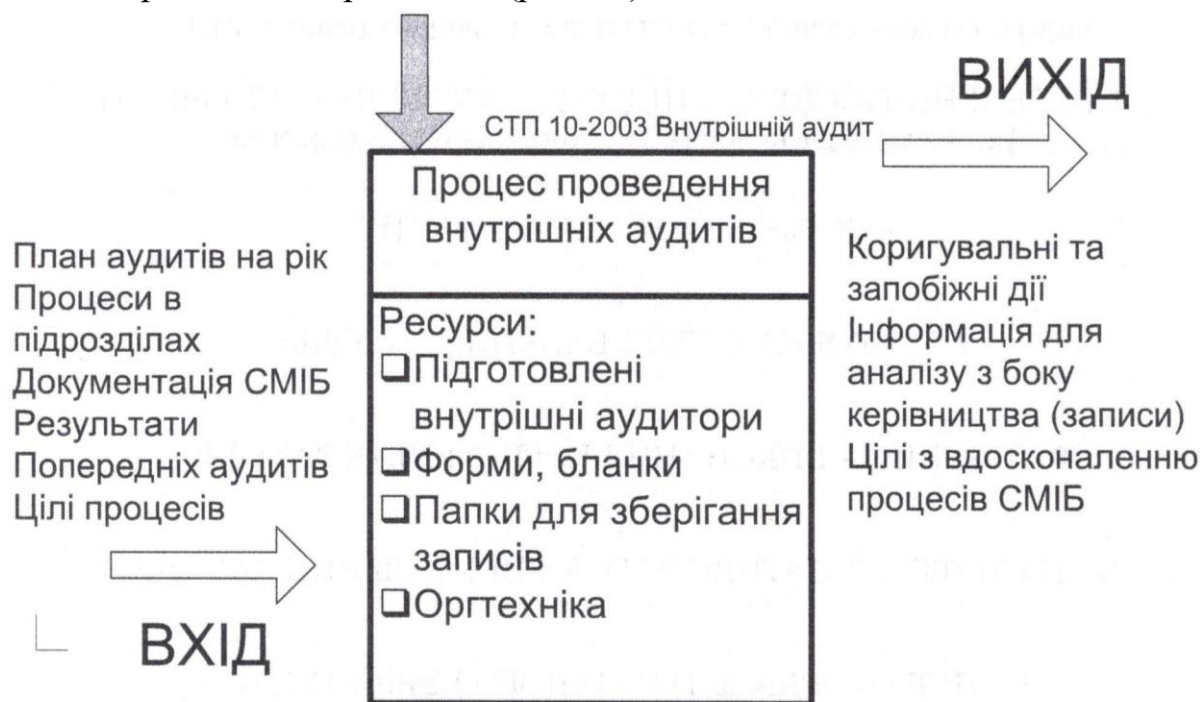 СТП 10-2003 Внутрішній аудит
ВИХІД
Процес проведення
внутрішніх аудитів
План аудитів на рік
Процеси в
підрозділах
Документація СМІБ
Результати
Попередніх аудитів
Цілі процесів
ВХІД
Ресурси:
Підготовлені
внутрішні аудитори
Форми, бланки
Папки для зберігання
записів
Оргтехніка
Коригувальні та
запобіжні дії
Інформація для
аналізу з боку
керівництва (записи)
Цілі з вдосконаленню
процесів СМІБ